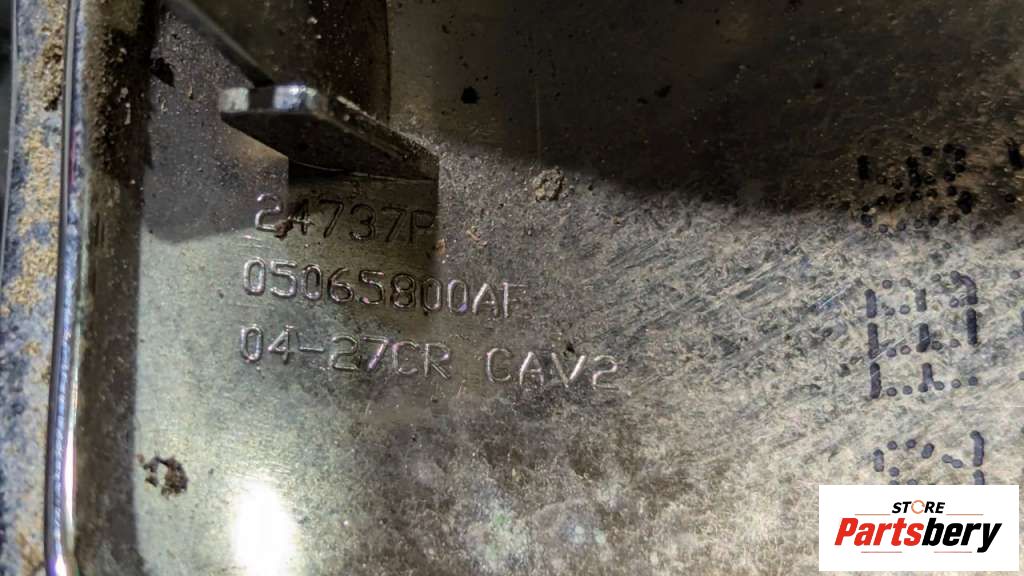 24737P
05065800AF
04-27CR CAV2
STORE
Partsbery